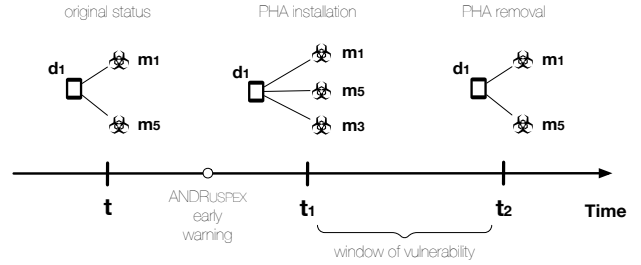 original status
PHA installation
PHA removal
d1
m1
m5
d1
m1
m5
m3
d1
m1
m5
t
ANDRUSPEX
early
warning
t1
t2
Time
window of vulnerability